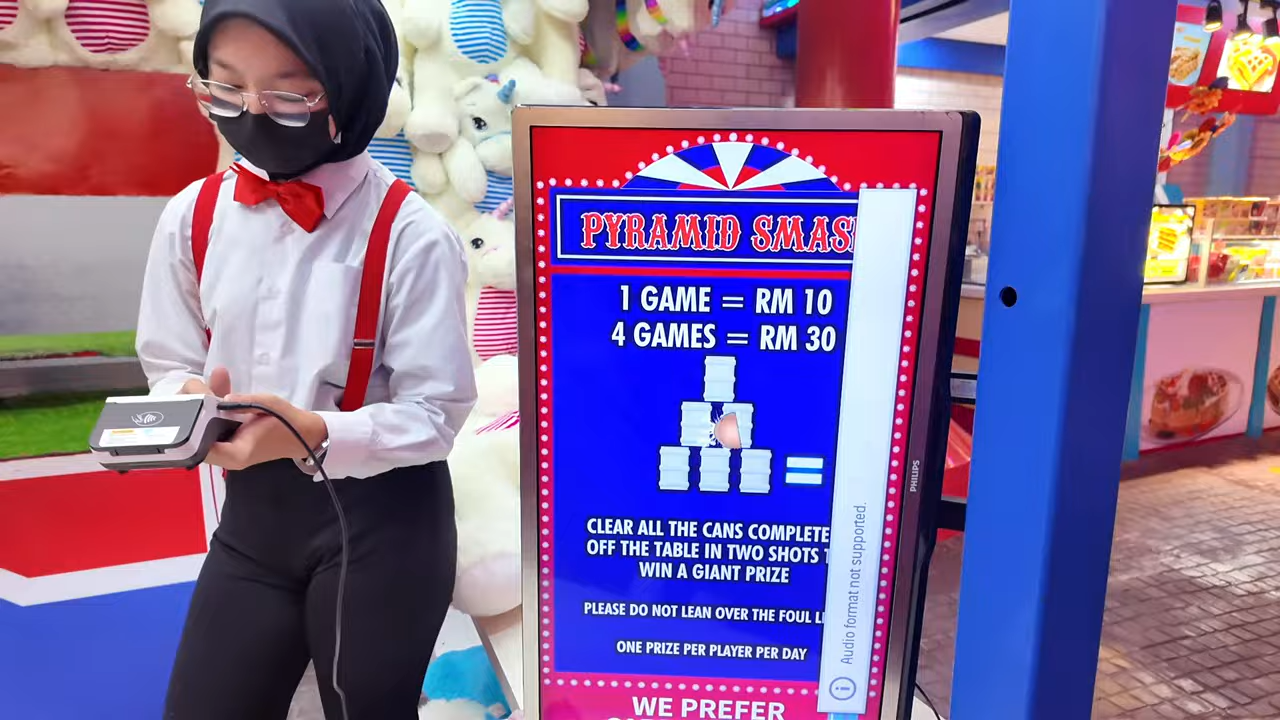 PYRAMID SMAS
1 GAME = RM 10
4 GAMES = RM 30
=
CLEAR ALL THE CANS COMPLETE
OFF THE TABLE IN TWO SHOTS T
WIN A GIANT PRIZE
PLEASE DO NOT LEAN OVER THE FOUL LI
ONE PRIZE PER PLAYER PER DAY
WE PREFER
Audio format not supported.
PHILIPS